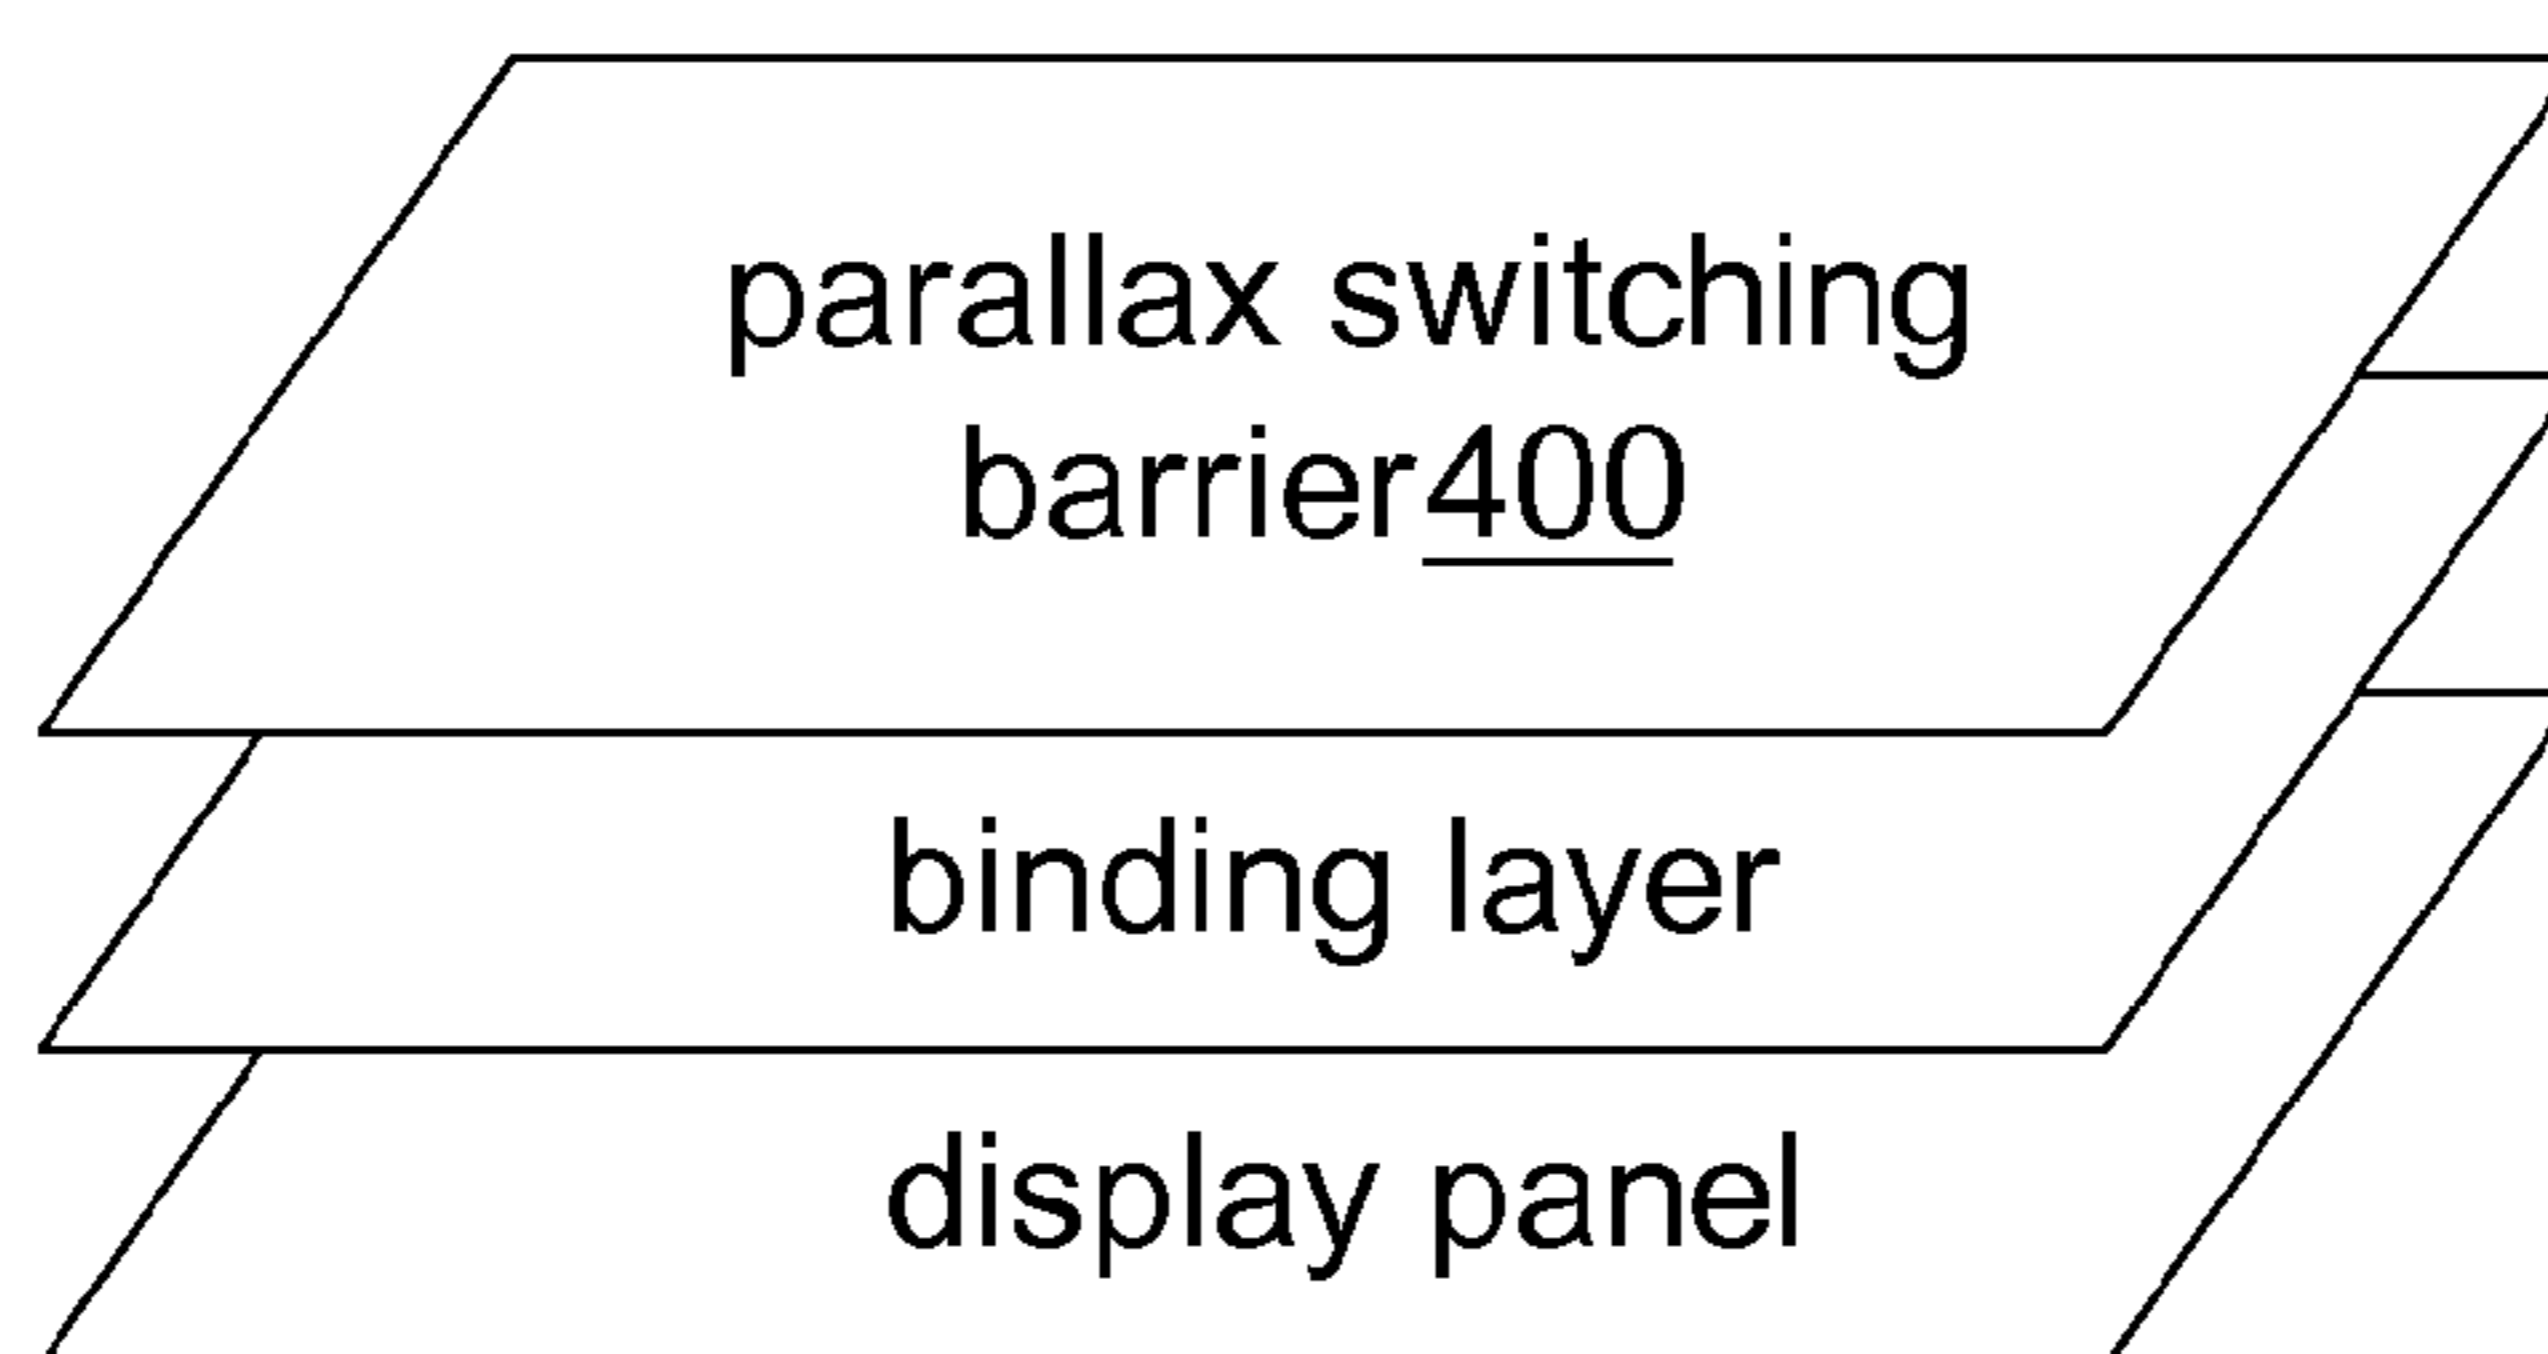 parallax switching
barrier400
binding layer
display panel